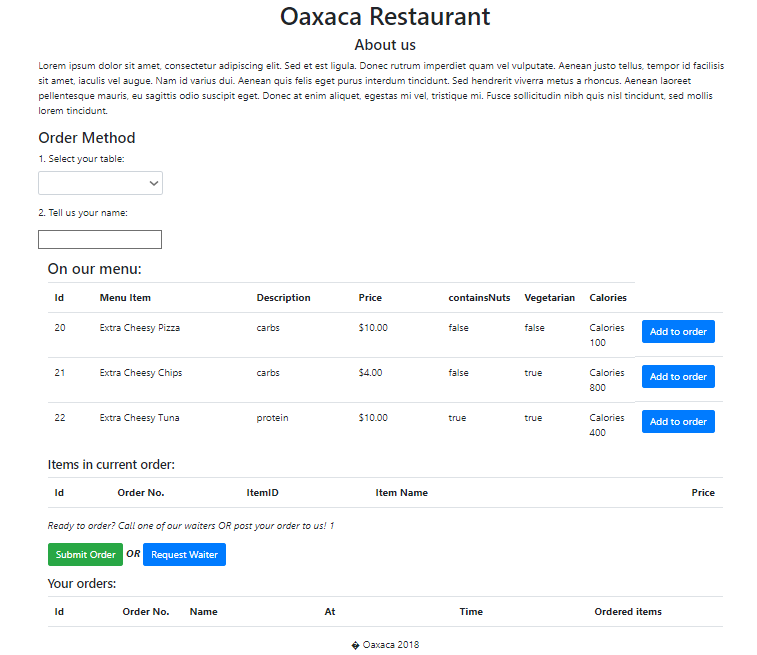 Oaxaca Restaurant
About us
Lorem ipsum dolor sit amet, consectetur adipiscing elit. Sed et est ligula. Donec rutrum imperdiet quam vel vulputate. Aenean justo tellus, tempor id facilisis
sit amet, iaculis vel augue. Nam id varius dui. Aenean quis felis eget purus interdum tincidunt. Sed hendrerit viverra metus a rhoncus. Aenean laoreet
pellentesque mauris, eu sagittis odio suscipit eget. Donec at enim aliquet, egestas mi vel, tristique mi. Fusce sollicitudin nibh quis nisl tincidunt, sed mollis
lorem tincidunt.
Order Method
1. Select your table:
2. Tell us your name:
On our menu:
Id Menu Item Description Price containsNuts Vegetarian Calories
20 Extra Cheesy Pizza carbs $10.00 false false Calories 100 Add to order
21 Extra Cheesy Chips carbs $4.00 false true Calories 800 Add to order
22 Extra Cheesy Tuna protein $10.00 true true Calories 400 Add to order
Items in current order:
Id Order No. ItemID Item Name Price
Ready to order? Call one of our waiters OR post your order to us! 1
Submit Order OR Request Waiter
Your orders:
Id Order No. Name At Time Ordered items
� Oaxaca 2018